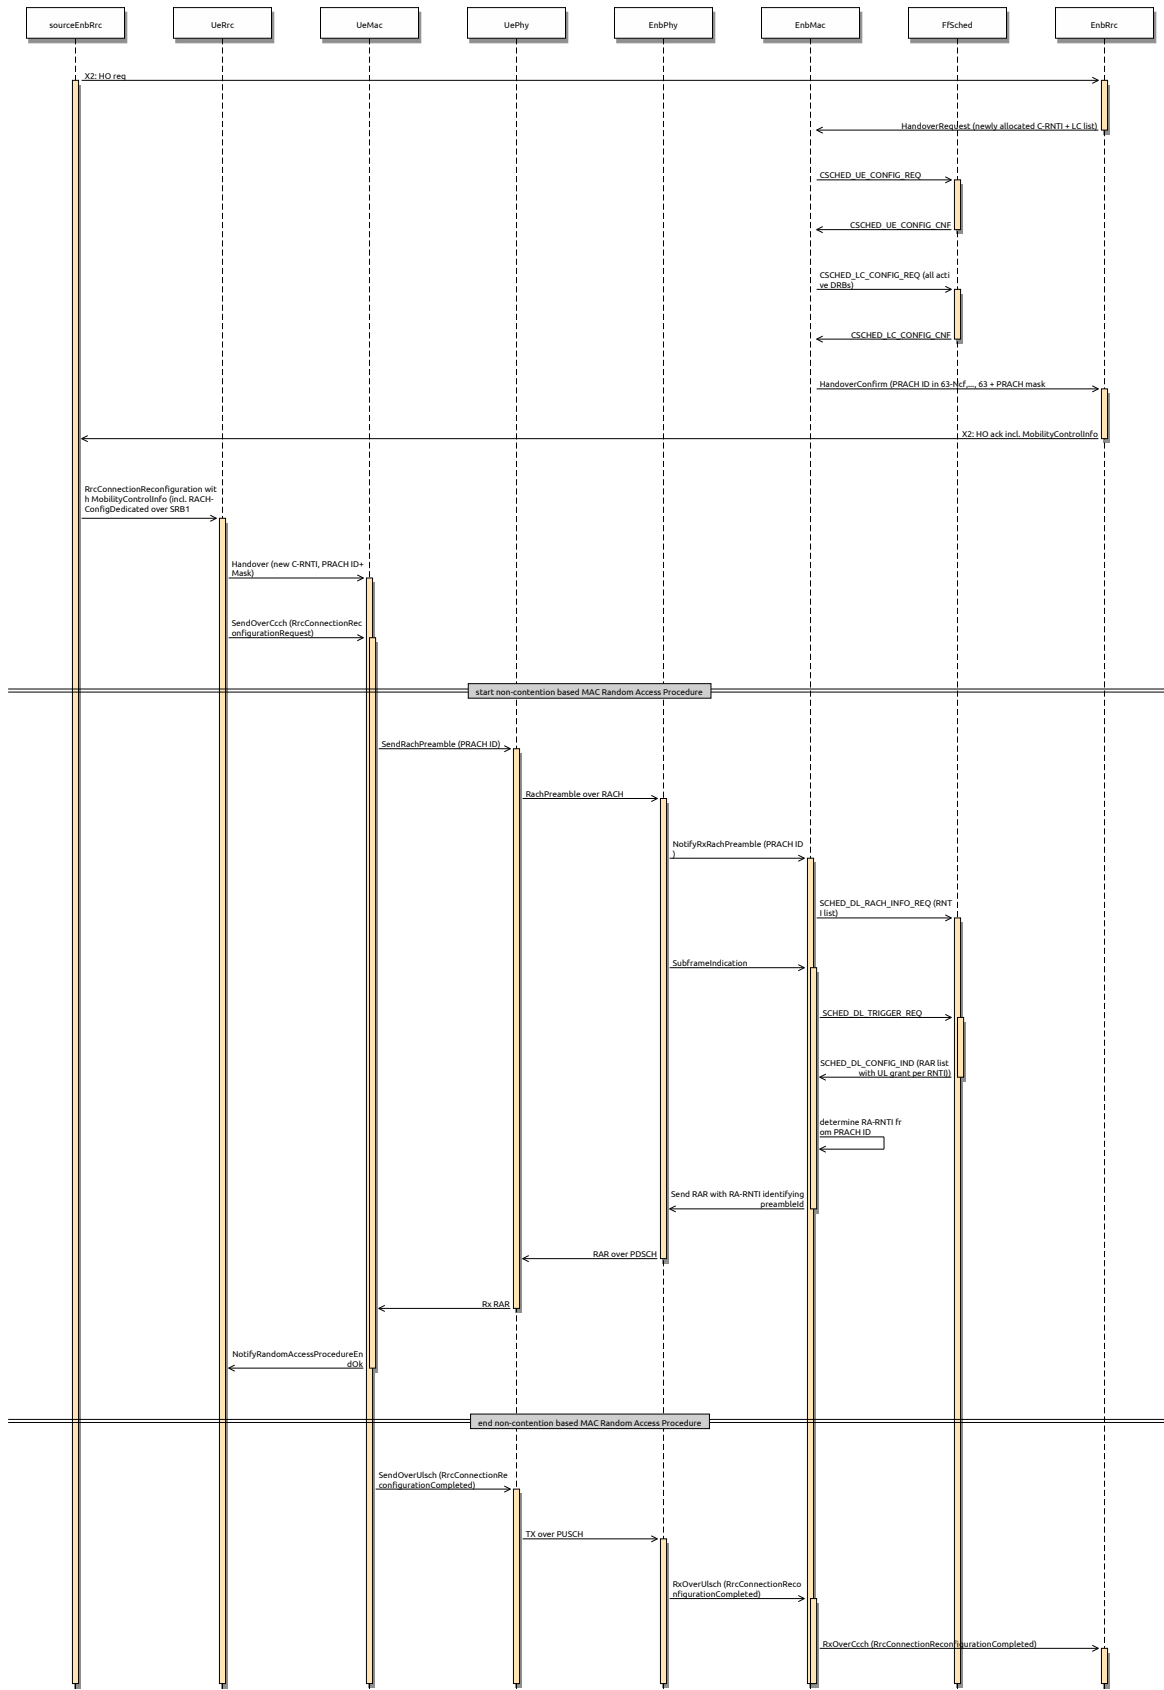 sourceEnbRrc
UeRrc
UeMac
UePhy
EnbPhy
EnbMac
FfSched
EnbRrc
X2: HO req
HandoverRequest (newly allocated C-RNTI + LC list)
CSCHED_UE_CONFIG_REQ
CSCHED_UE_CONFIG_CNF
CSCHED_LC_CONFIG_REQ (all acti
ve DRBs)
CSCHED_LC_CONFIG_CNF
HandoverConfirm (PRACH ID in 63-Ncf,..., 63 + PRACH mask
X2: HO ack incl. MobilityControlInfo
RrcConnectionReconfiguration wit
h MobilityControlInfo (incl. RACH-
ConfigDedicated over SRB1
Handover (new C-RNTI, PRACH ID+
Mask)
SendOverCcch (RrcConnectionRec
onfigurationRequest)
start non-contention based MAC Random Access Procedure
SendRachPreamble (PRACH ID)
RachPreamble over RACH
NotifyRxRachPreamble (PRACH ID
)
SCHED_DL_RACH_INFO_REQ (RNT
I list)
SubframeIndication
SCHED_DL_TRIGGER_REQ
SCHED_DL_CONFIG_IND (RAR list
with UL grant per RNTI))
determine RA-RNTI fr
om PRACH ID
Send RAR with RA-RNTI identifying
preambleId
RAR over PDSCH
Rx RAR
NotifyRandomAccessProcedureEn
dOk
end non-contention based MAC Random Access Procedure
SendOverUlsch (RrcConnectionRe
configurationCompleted)
TX over PUSCH
RxOverUlsch (RrcConnectionReco
nfigurationCompleted)
RxOverCcch (RrcConnectionReconfigurationCompleted)